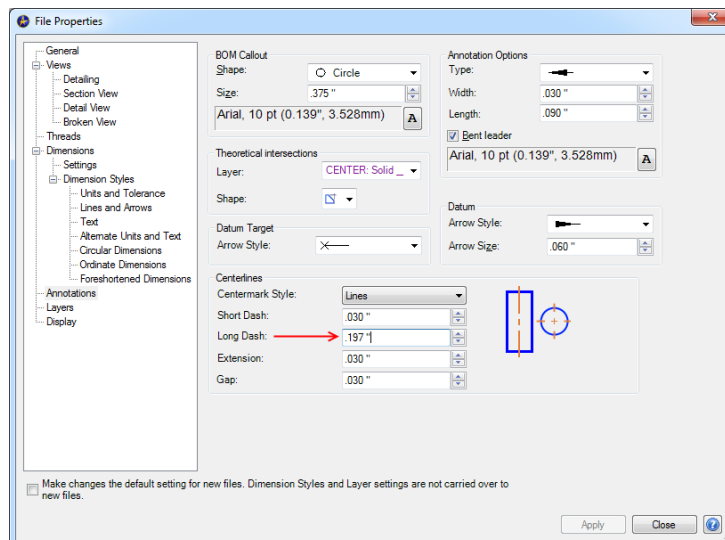 File Properties
General
Views
Detailing
Section View
Detail View
Broken View
Threads
Dimensions
Settings
Dimension Styles
Units and Tolerance
Lines and Arrows
Text
Alternate Units and Text
Circular Dimensions
Ordinate Dimensions
Foreshortened Dimensions
Annotations
Layers
Display
BOM Callout
Shape: Circle
Size: .375 "
Arial, 10 pt (0.139", 3.528mm) A
Theoretical intersections
Layer: CENTER: Solid _
Shape:
Datum Target
Arrow Style:
Annotation Options
Type:
Width: .030 "
Length: .090 "
Bent leader
Arial, 10 pt (0.139", 3.528mm) A
Datum
Arrow Style:
Arrow Size: .060 "
Centerlines
Centermark Style: Lines
Short Dash: .030 "
Long Dash: .197 "
Extension: .030 "
Gap: .030 "
Make changes the default setting for new files. Dimension Styles and Layer settings are not carried over to
new files.
Apply Close ?